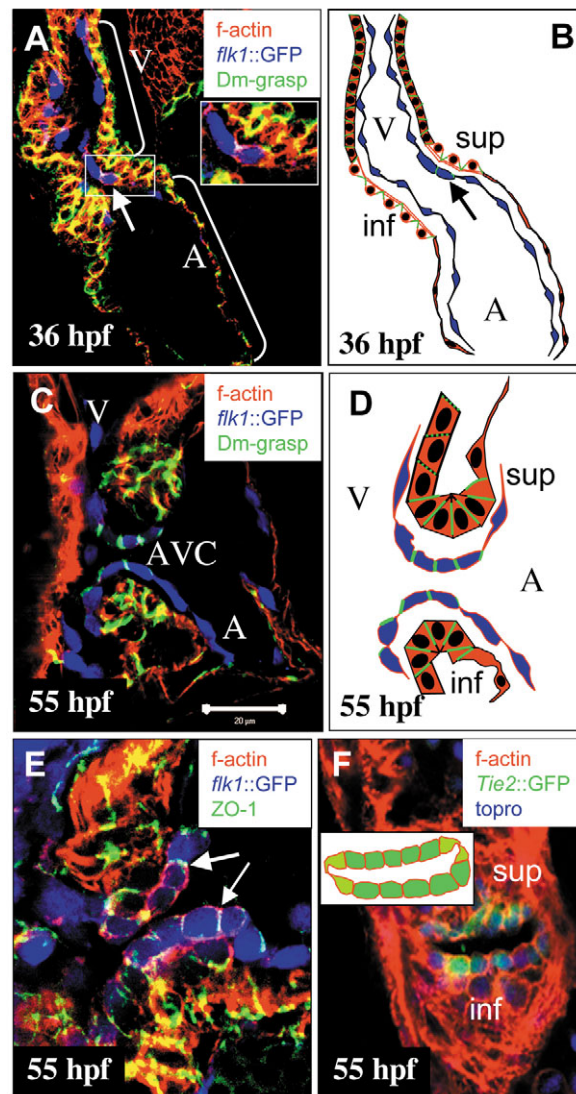 A
V
f-actin
flk1::GFP
Dm-grasp
A
36 hpf
B
V
sup
inf
A
36 hpf
C
V
f-actin
flk1::GFP
Dm-grasp
AVC
A
55 hpf
20 µm
D
V
sup
A
inf
55 hpf
E
f-actin
flk1::GFP
ZO-1
55 hpf
F
f-actin
Tie2::GFP
topro
sup
inf
55 hpf